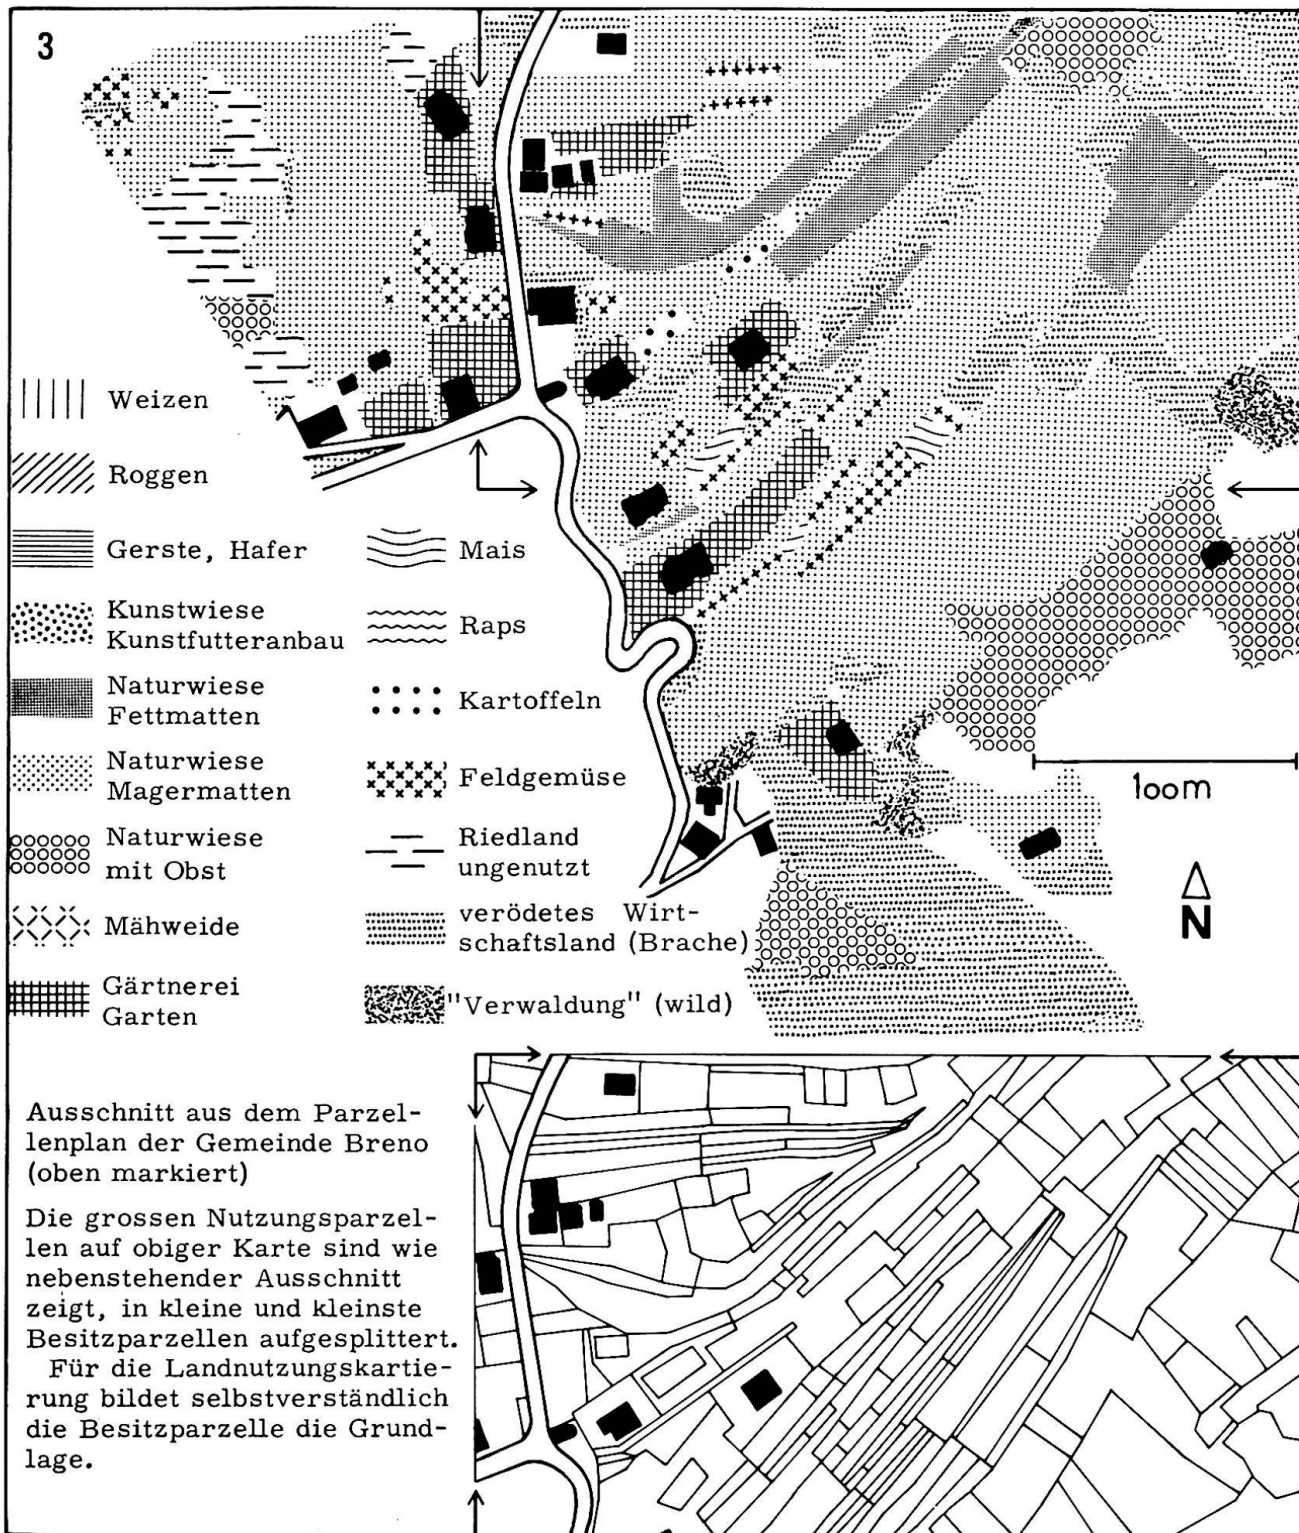 3
Weizen
Roggen
Gerste, Hafer
Kunstwiese
Kunstfutteranbau
Naturwiese
Fettmatten
Naturwiese
Magermatten
Naturwiese
mit Obst
Mähweide
Gärtnerei
Garten
Mais
Raps
Kartoffeln
Feldgemüse
Riedland
ungenutzt
verödetes Wirt-
schaftsland (Brache)
"Verwaldung" (wild)
100m
N
Ausschnitt aus dem Parzel-
lenplan der Gemeinde Breno
(oben markiert)
Die grossen Nutzungsparzel-
len auf obiger Karte sind wie
nebenstehender Ausschnitt
zeigt, in kleine und kleinste
Besitzparzellen aufgesplittert.
Für die Landnutzungskartie-
rung bildet selbstverständlich
die Besitzparzelle die Grund-
lage.